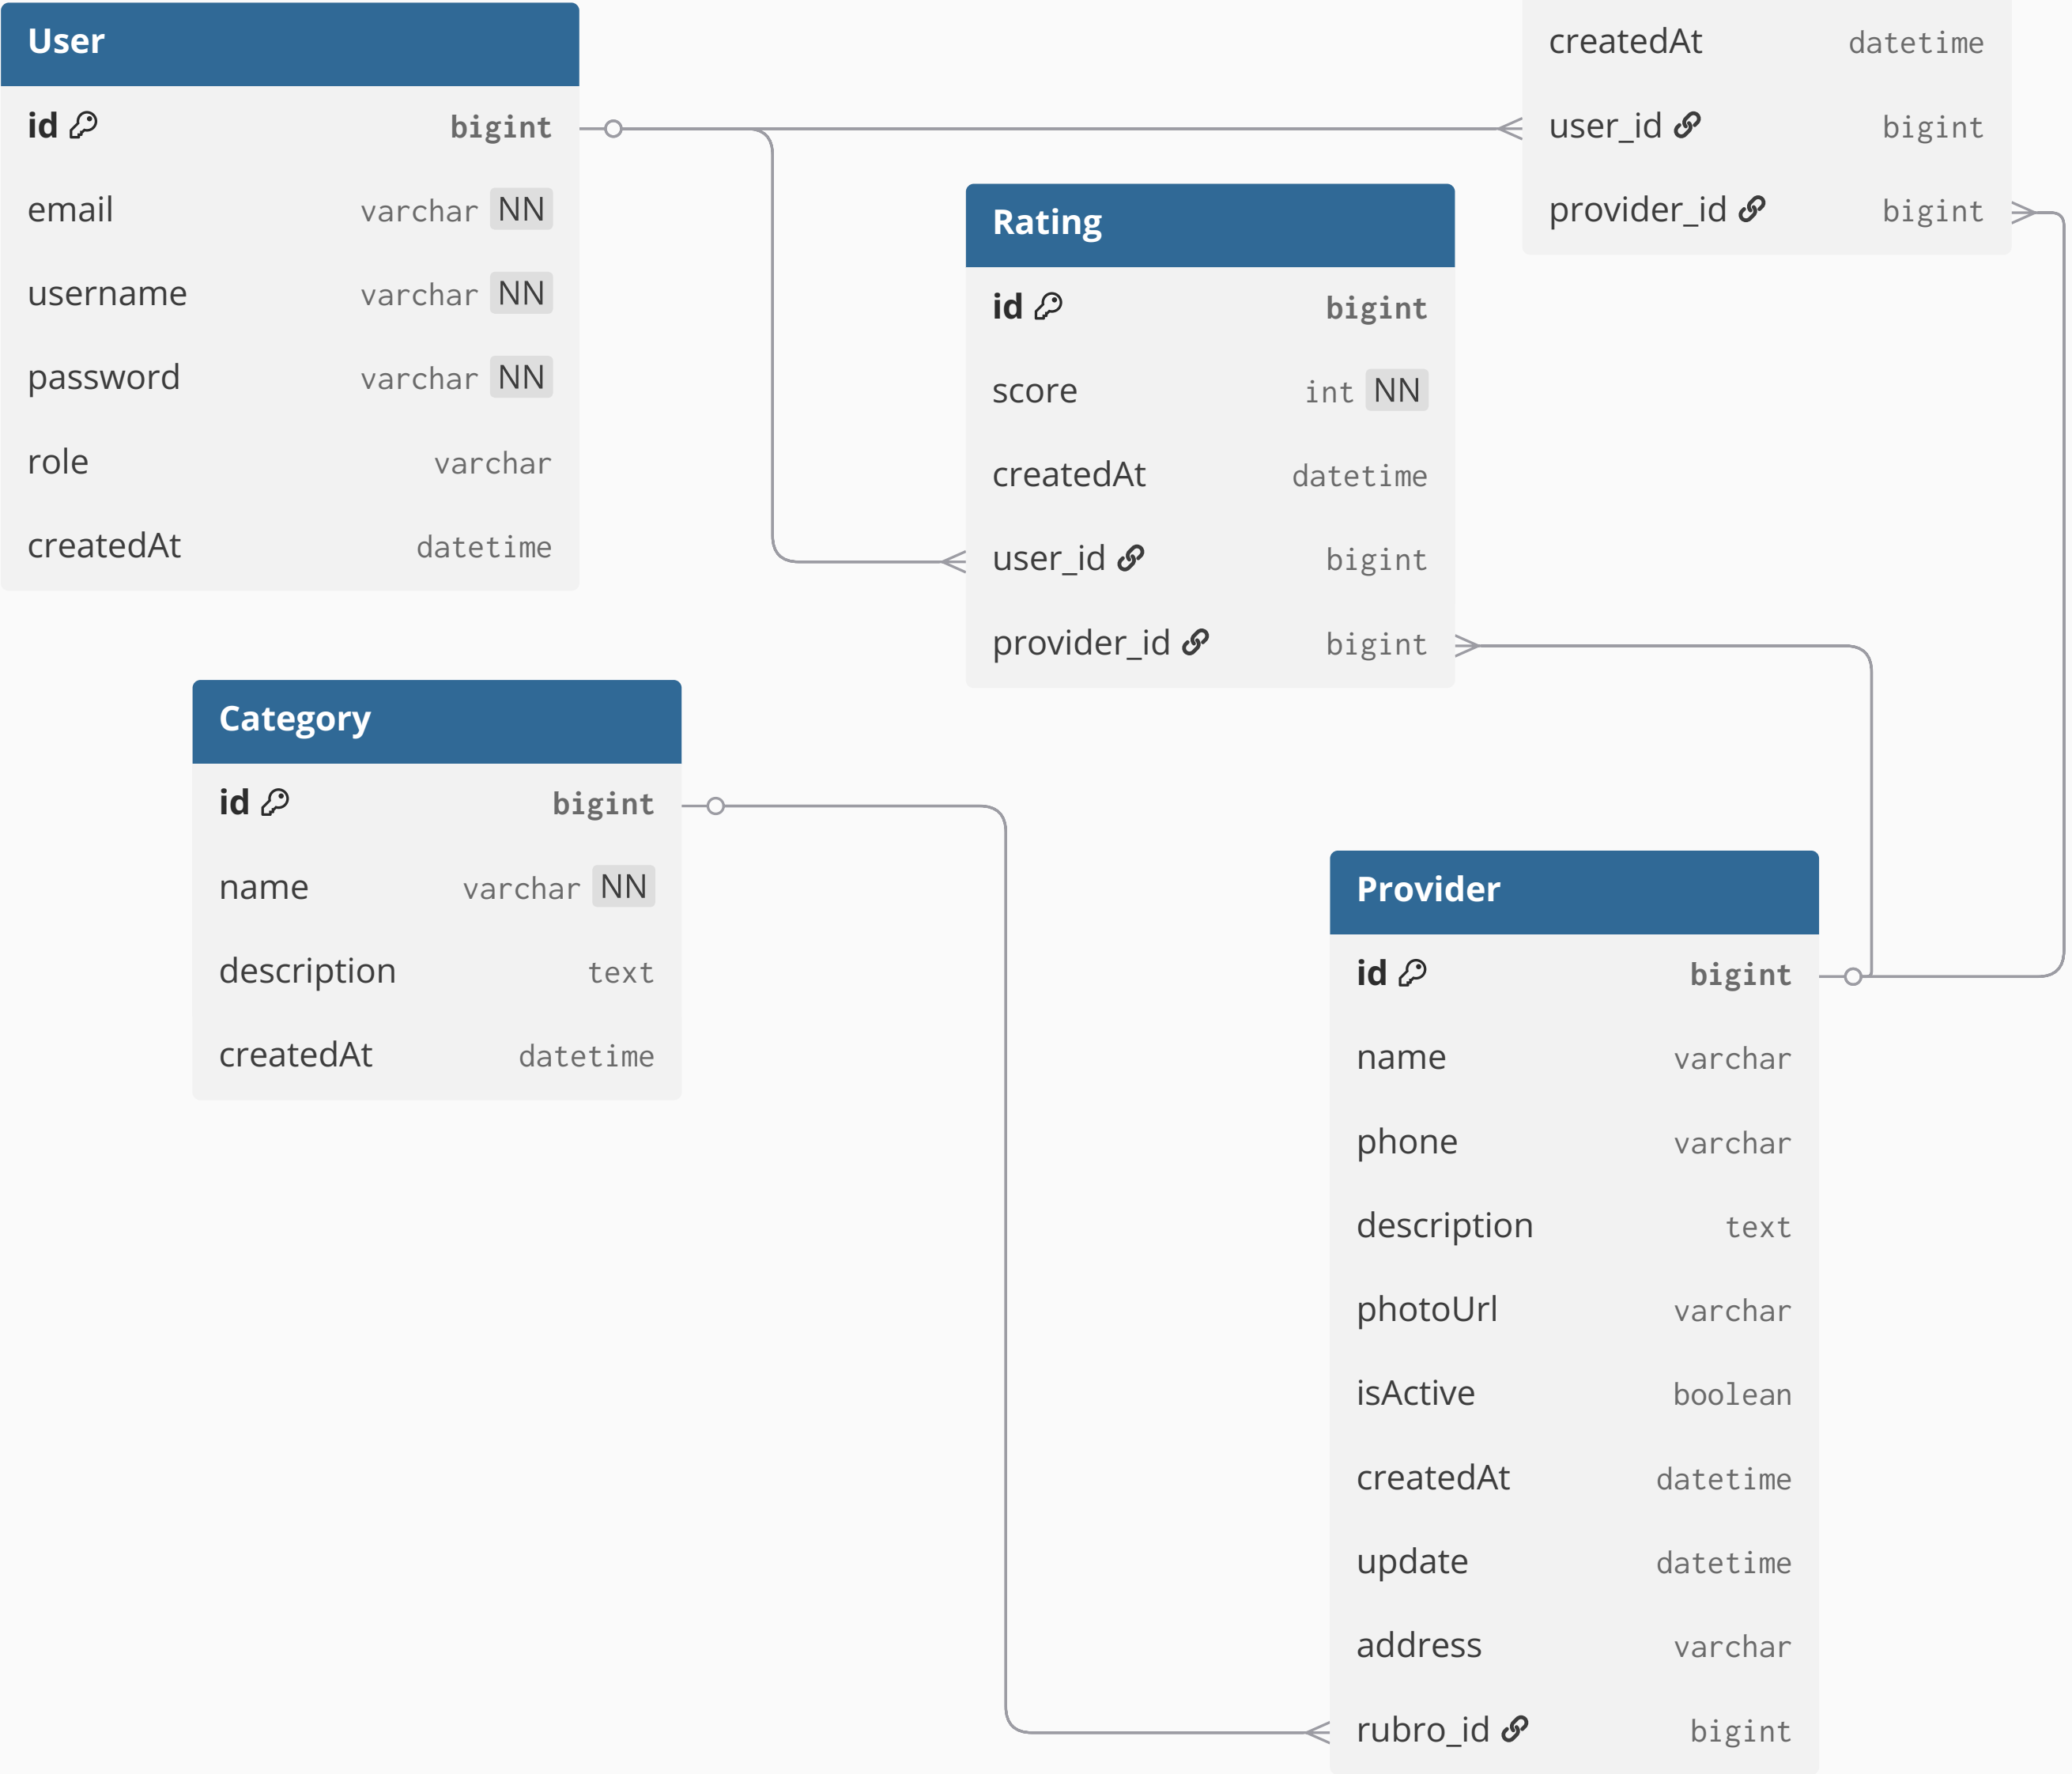 User
id bigint
email varchar NN
username varchar NN
password varchar NN
role varchar
createdAt datetime
createdAt datetime
user_id bigint
provider_id bigint
Rating
id bigint
score int NN
createdAt datetime
user_id bigint
provider_id bigint
Category
id bigint
name varchar NN
description text
createdAt datetime
Provider
id bigint
name varchar
phone varchar
description text
photoUrl varchar
isActive boolean
createdAt datetime
update datetime
address varchar
rubro_id bigint